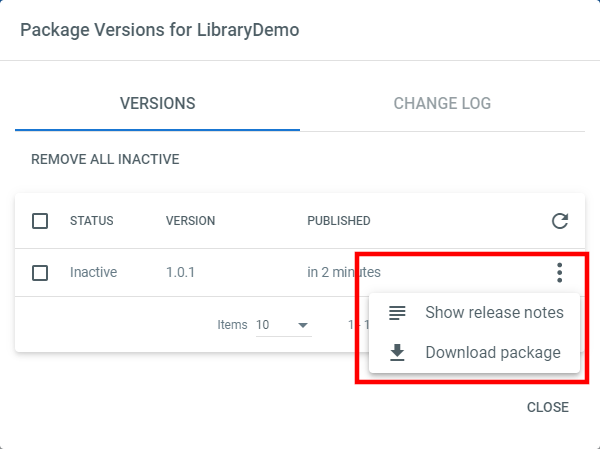 Package Versions for LibraryDemo
VERSIONS CHANGE LOG
REMOVE ALL INACTIVE
STATUS VERSION PUBLISHED
Inactive 1.0.1 in 2 minutes
Show release notes
Items 10 1 - 1
Download package
CLOSE